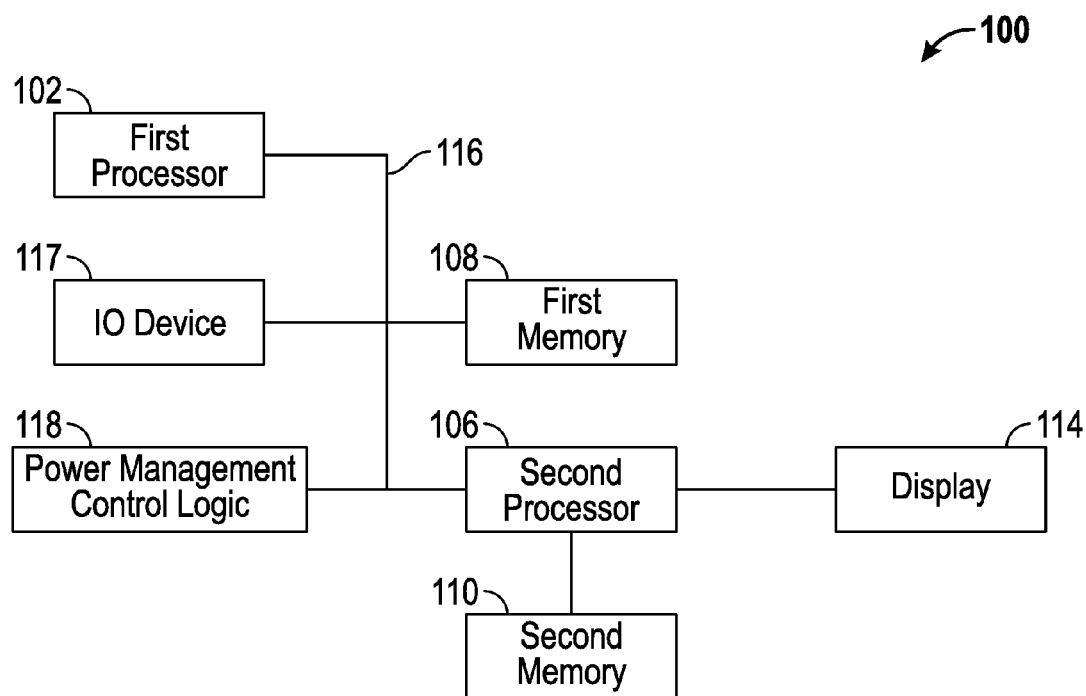 100
102
First
Processor
116
117
IO Device
108
First
Memory
118
Power Management
Control Logic
106
Second
Processor
114
Display
110
Second
Memory